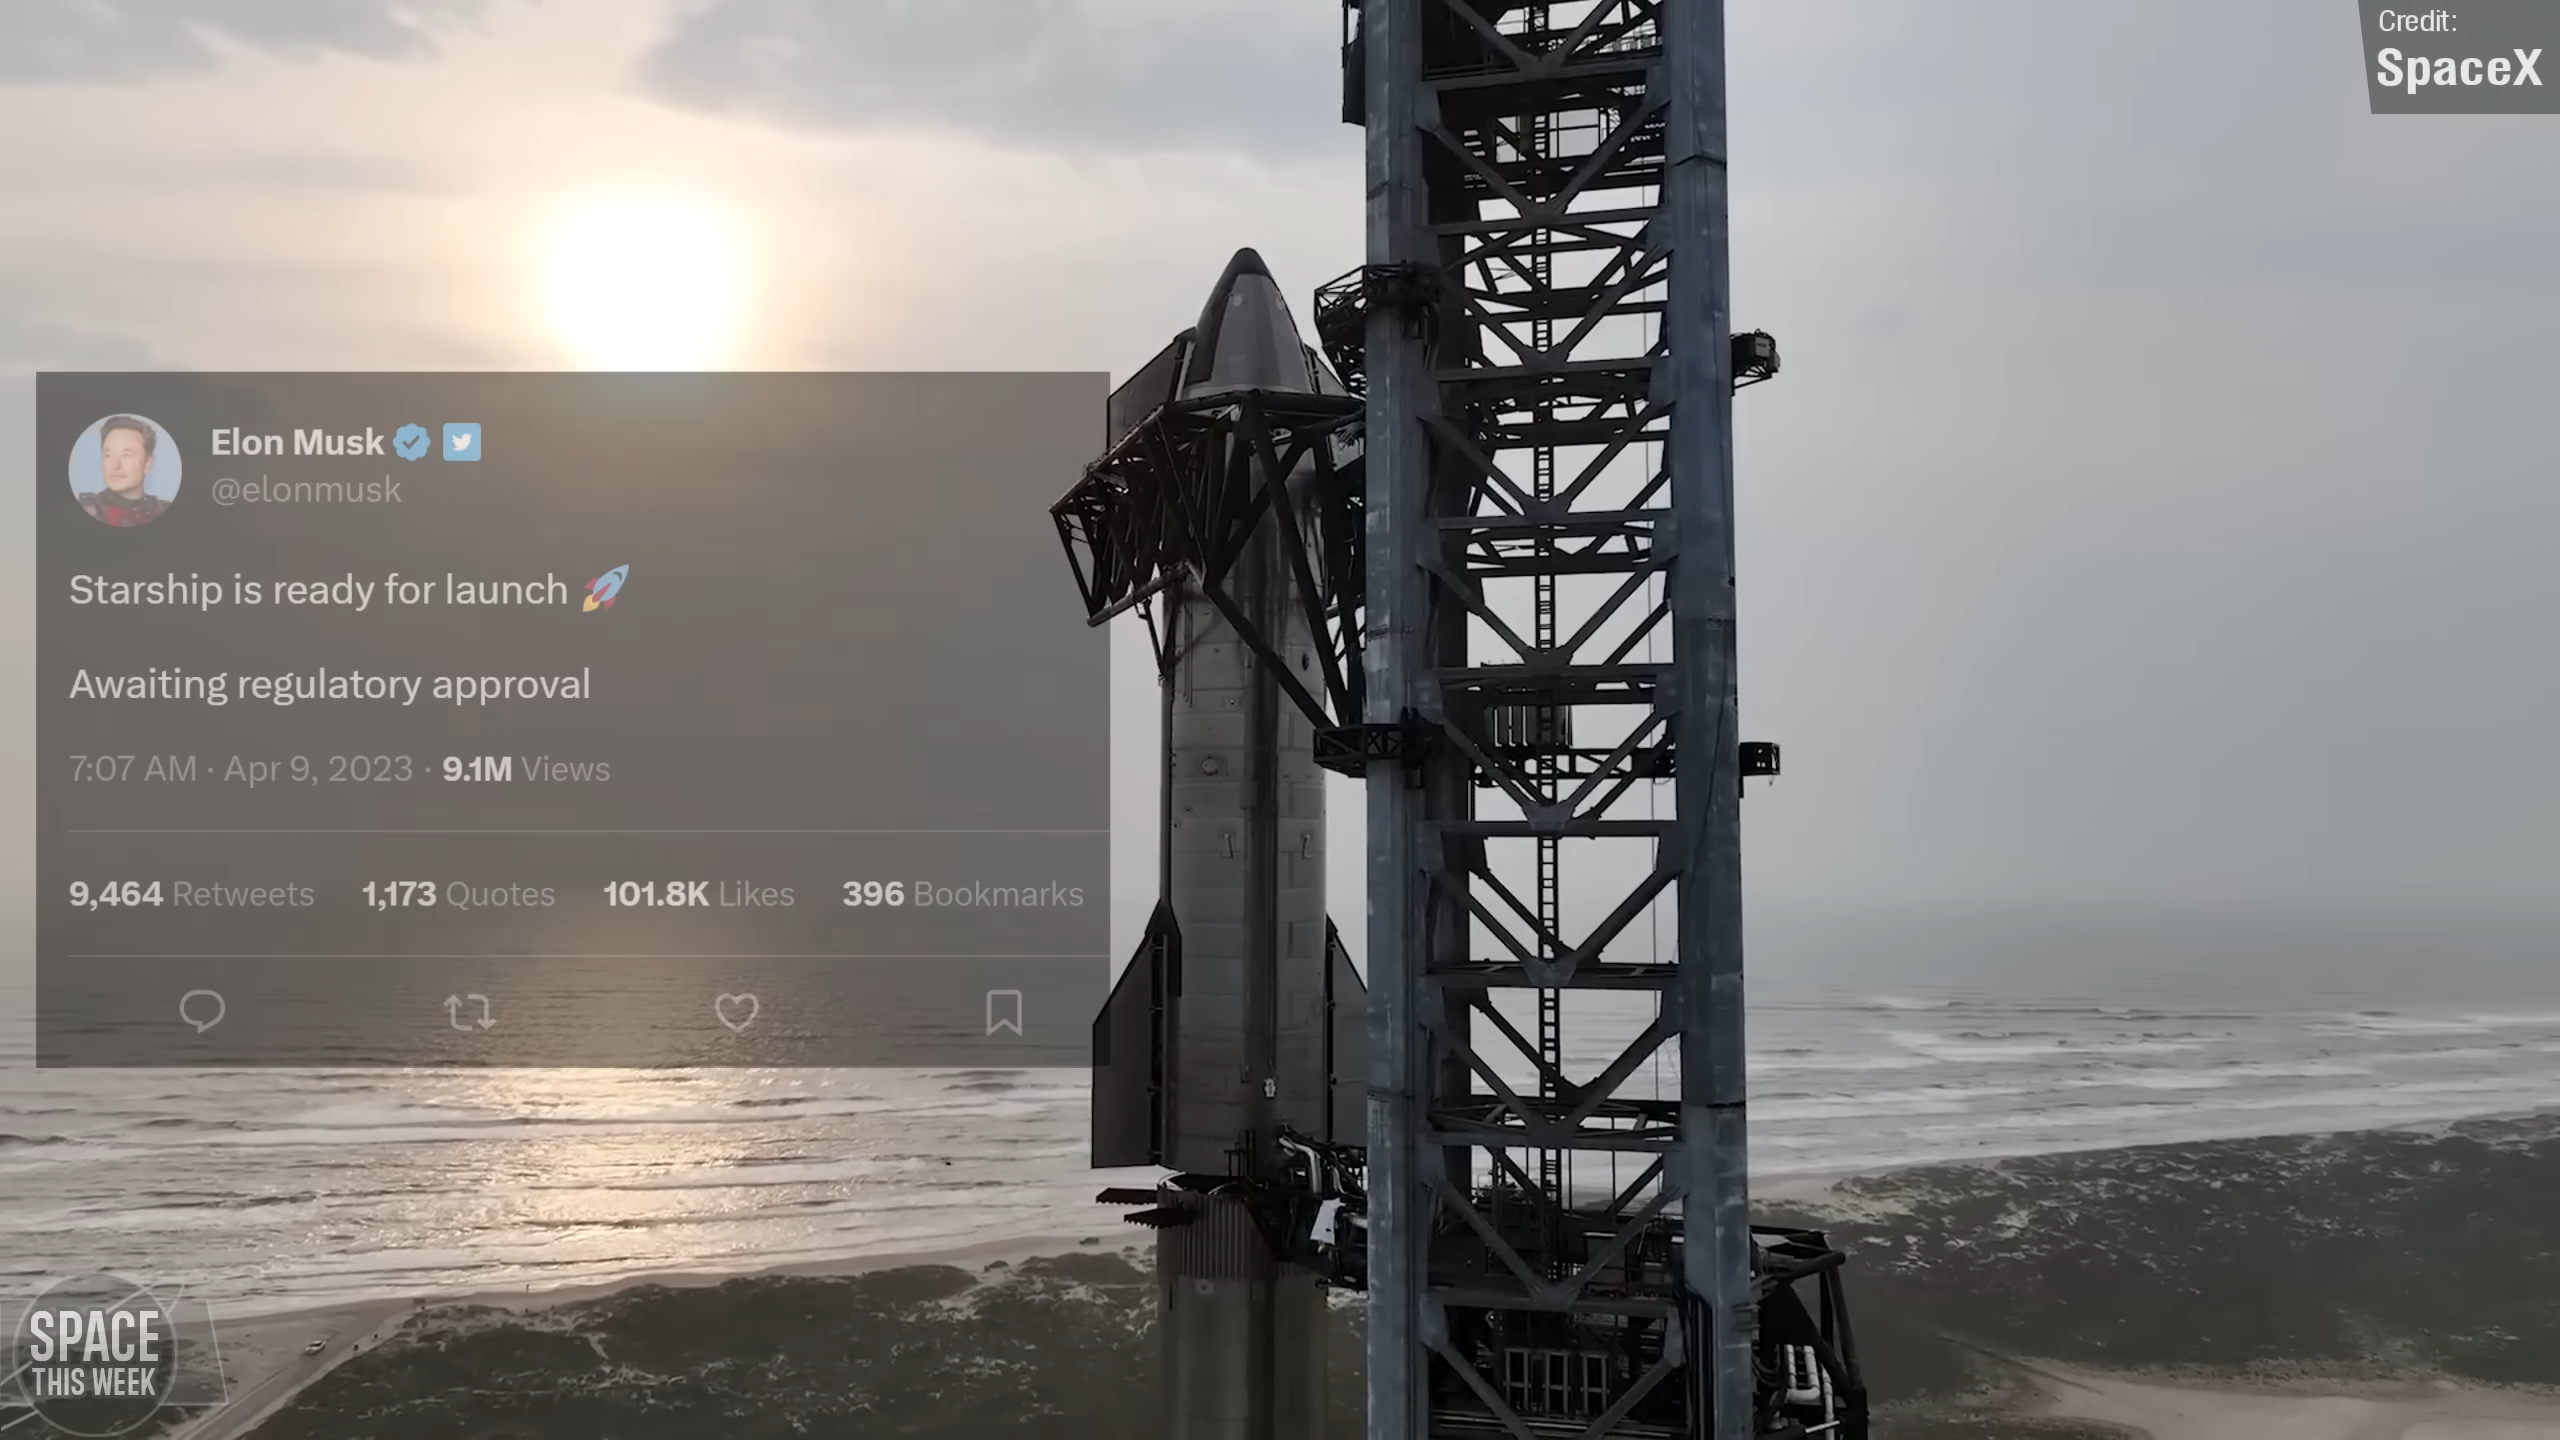 Credit:
SpaceX
Elon Musk
@elonmusk
Starship is ready for launch 🚀
Awaiting regulatory approval
7:07 AM · Apr 9, 2023 · 9.1M Views
9,464 Retweets 1,173 Quotes 101.8K Likes 396 Bookmarks
SPACE
THIS WEEK